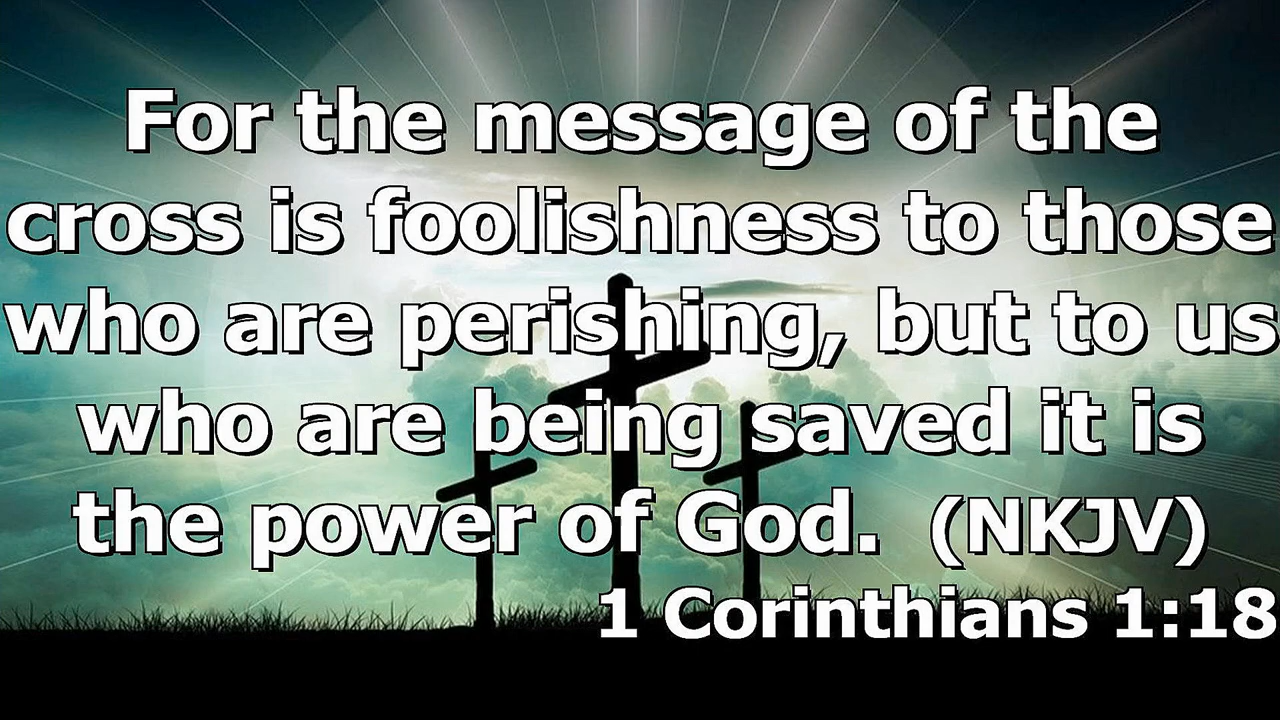 For the message of the
cross is foolishness to those
who are perishing, but to us
who are being saved it is
the power of God.  (NKJV)
1 Corinthians 1:18